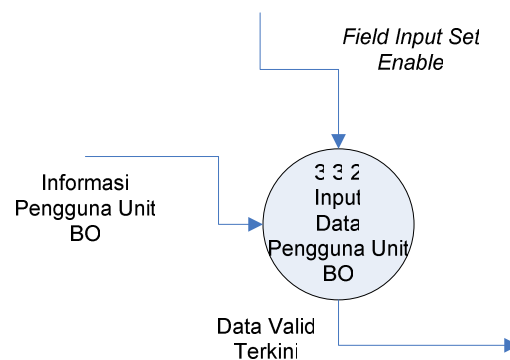 Field Input Set
Enable
Informasi
Pengguna Unit
BO
3 3 2
Input
Data
Pengguna Unit
BO
Data Valid
Terkini